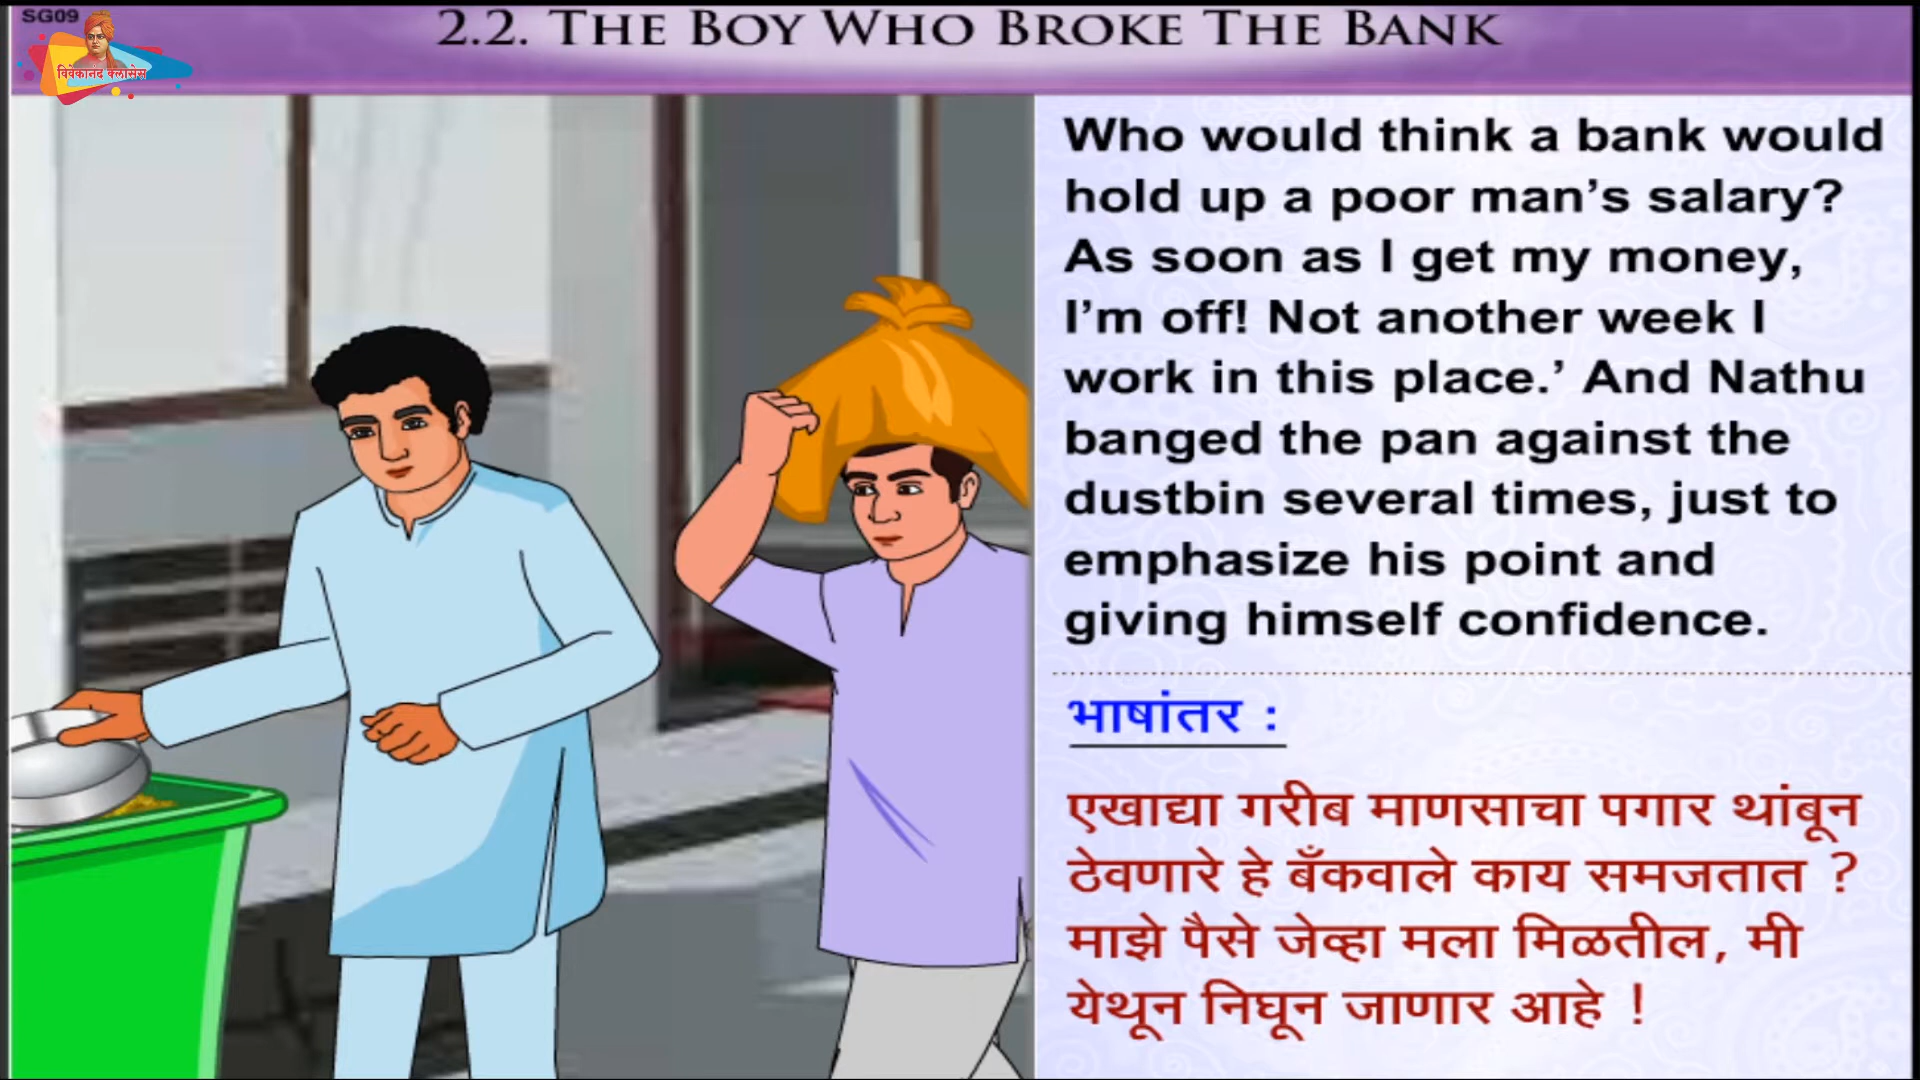 SG09
विवेकानंद क्लासेस
2.2. THE BOY WHO BROKE THE BANK
Who would think a bank would
hold up a poor man’s salary?
As soon as I get my money,
I’m off! Not another week I
work in this place.’ And Nathu
banged the pan against the
dustbin several times, just to
emphasize his point and
giving himself confidence.
भाषांतर :
एखाद्या गरीब माणसाचा पगार थांबून
ठेवणारे हे बँकवाले काय समजतात ?
माझे पैसे जेव्हा मला मिळतील, मी
येथून निघून जाणार आहे !